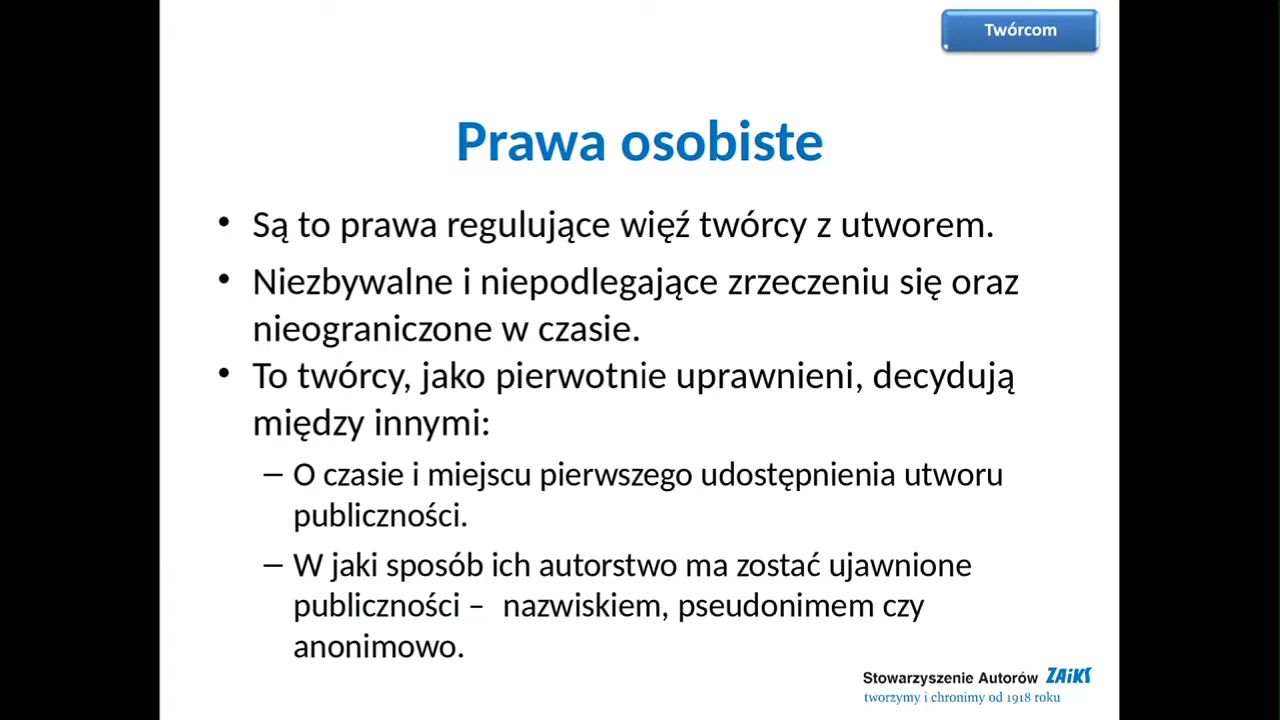 Twórcom
Prawa osobiste
• Są to prawa regulujące więź twórcy z utworem.
• Niezbywalne i niepodlegające zrzeczeniu się oraz
nieograniczone w czasie.
• To twórcy, jako pierwotnie uprawnieni, decydują
między innymi:
– O czasie i miejscu pierwszego udostępnienia utworu
publiczności.
– W jaki sposób ich autorstwo ma zostać ujawnione
publiczności – nazwiskiem, pseudonimem czy
anonimowo.
Stowarzyszenie Autorów ZAiKS
tworzymy i chronimy od 1918 roku